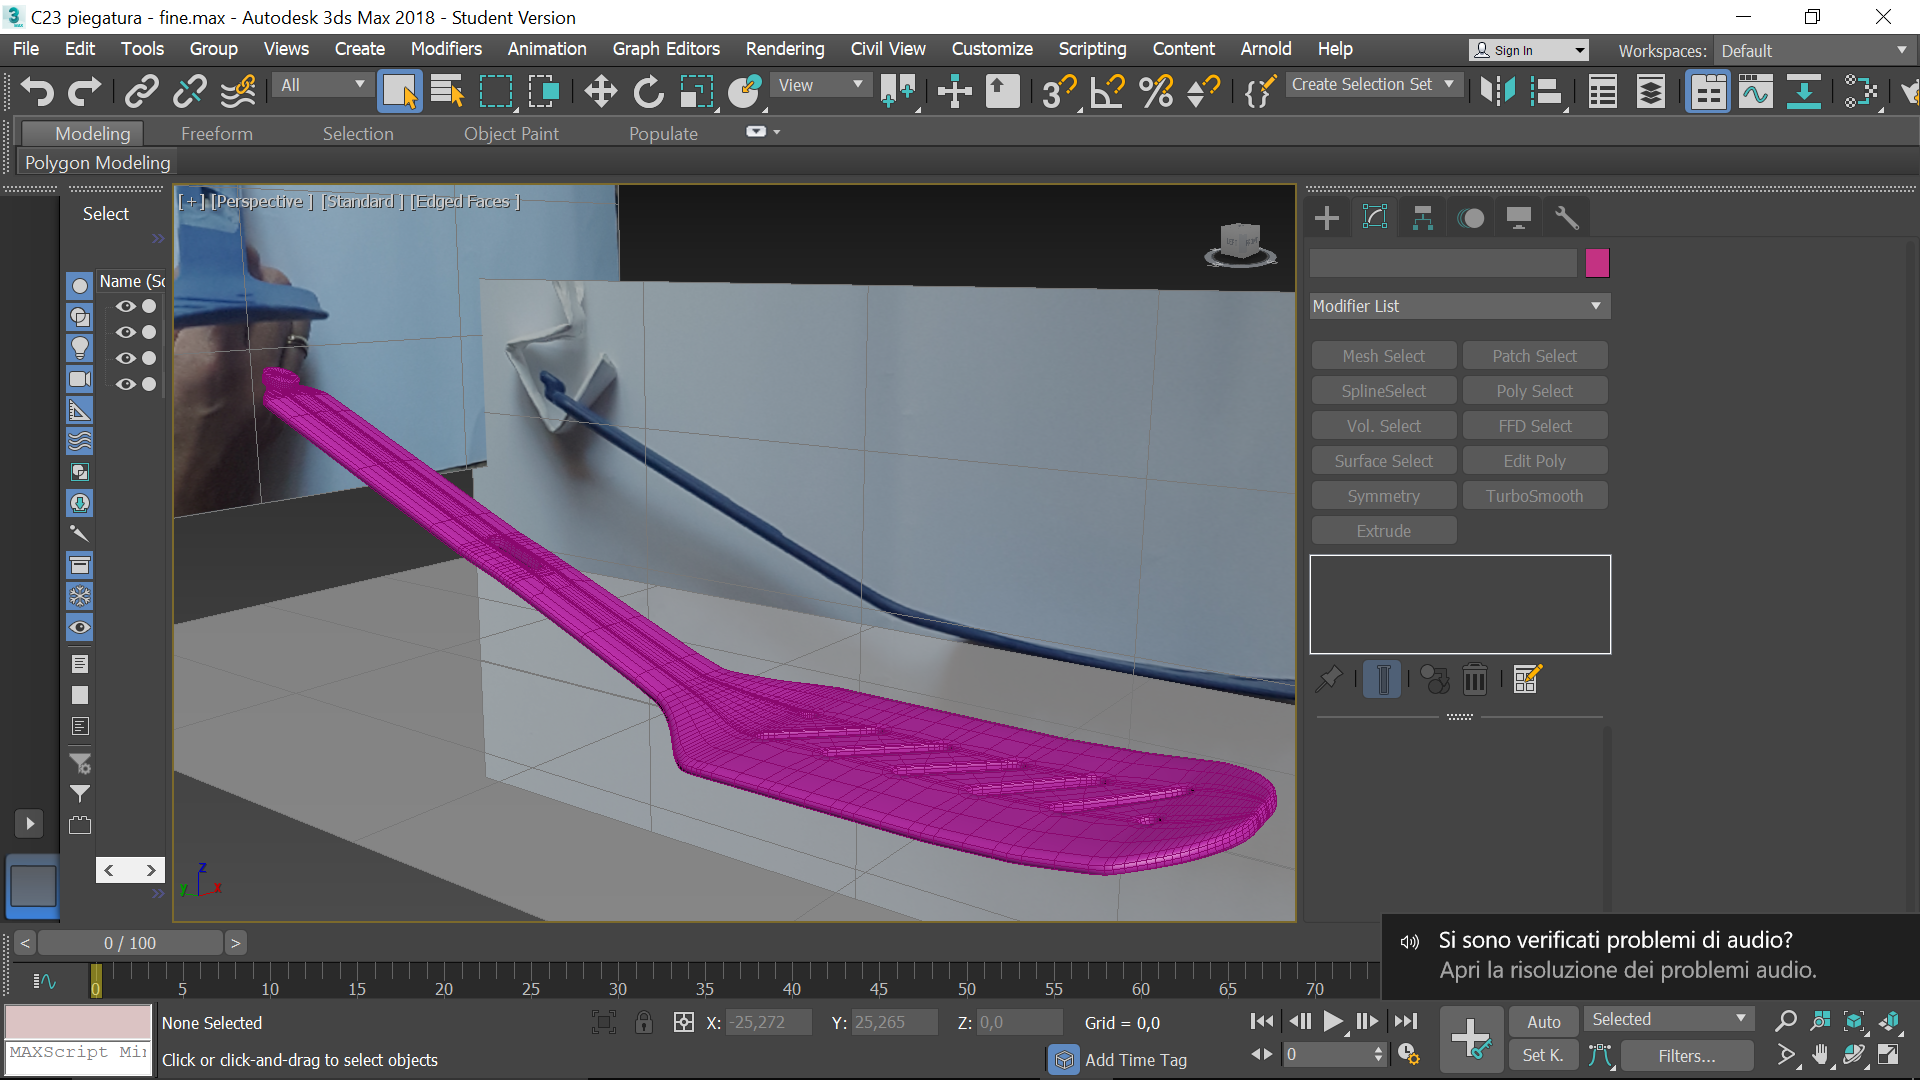 C23 piegatura - fine.max - Autodesk 3ds Max 2018 - Student Version
File Edit Tools Group Views Create Modifiers Animation Graph Editors Rendering Civil View Customize Scripting Content Arnold Help
Sign In
Workspaces: Default
All
View
3
Create Selection Set
Modeling Freeform Selection Object Paint Populate
Polygon Modeling
Select
Name (Sc
[+] [Perspective ] [Standard ] [Edged Faces ]
Modifier List
Mesh Select Patch Select
SplineSelect Poly Select
Vol. Select FFD Select
Surface Select Edit Poly
Symmetry TurboSmooth
Extrude
z
y x
0 / 100
0 5 10 15 20 25 30 35 40 45 50 55 60 65 70
Si sono verificati problemi di audio?
Apri la risoluzione dei problemi audio.
None Selected
X: -25,272 Y: 25,265 Z: 0,0 Grid = 0,0
Auto Selected
MAXScript Mi
Click or click-and-drag to select objects
Add Time Tag
0
Set K. Filters...